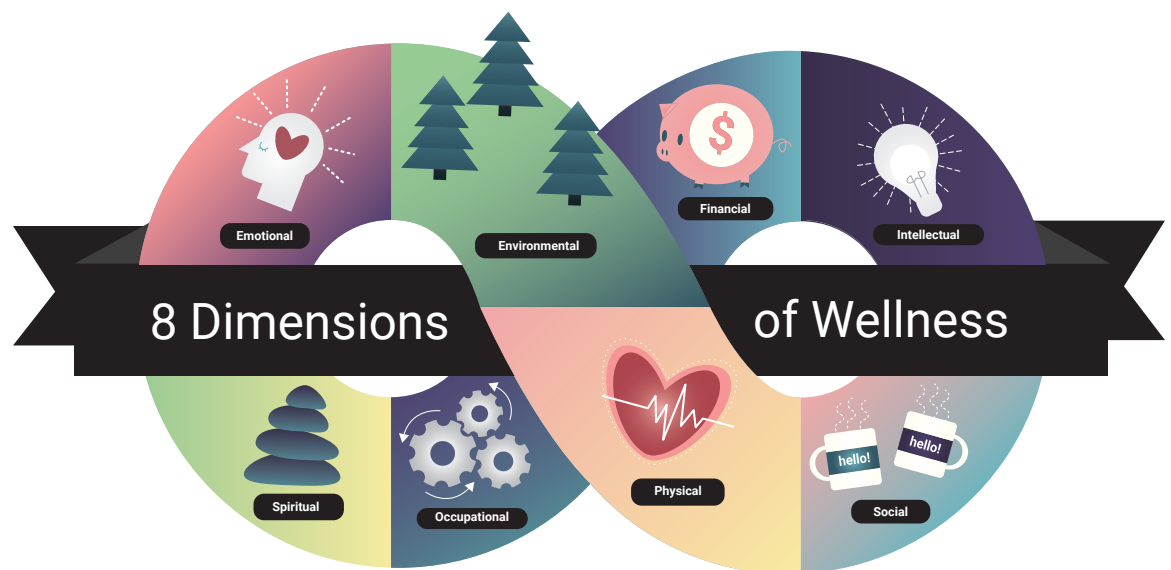 $
Emotional
Environmental
Financial
Intellectual
8 Dimensions of Wellness
hello!
hello!
Spiritual
Occupational
Physical
Social